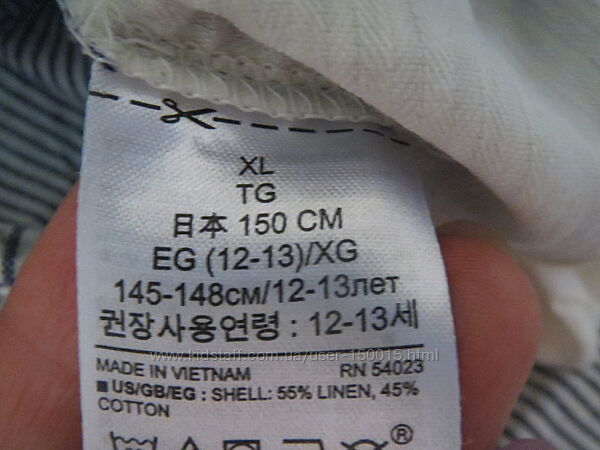 XL
TG
日本 150 CM
EG (12-13)/XG
145-148см/12-13лет
권장사용연령 : 12-13세
www.kidstaff.com.ua/user-150015.html
MADE IN VIETNAM RN 54023
■ US/GB/EG : SHELL: 55% LINEN, 45%
COTTON
®